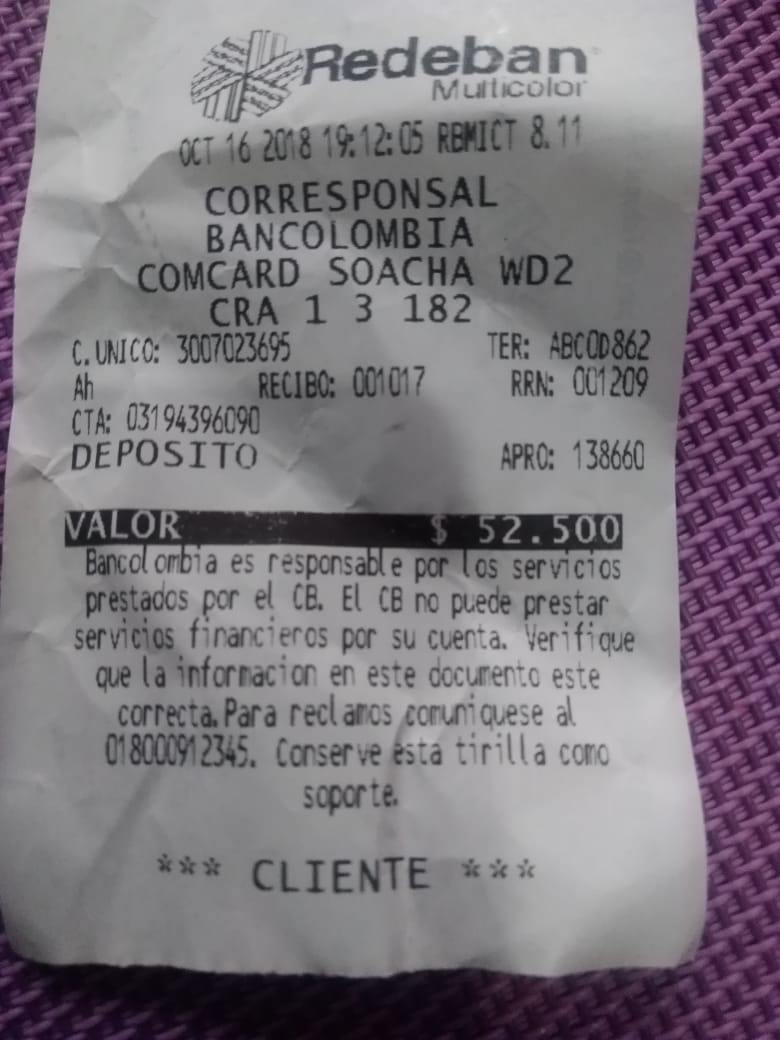 Redeban
Multicolor
OCT 16 2018 19:12:05 RBMICT 8.11
CORRESPONSAL
BANCOLOMBIA
COMCARD SOACHA WD2
CRA 1 3 182
C. UNICO: 3007023695 TER: ABCOD862
Ah RECIBO: 001017 RRN: 001209
CTA: 03194396090
DEPOSITO APRO: 138660
VALOR $ 52.500
Bancolombia es responsable por los servicios
prestados por el CB. El CB no puede prestar
servicios financieros por su cuenta. Verifique
que la informacion en este documento este
correcta. Para reclamos comuniquese al
018000912345. Conserve esta tirilla como
soporte.
*** CLIENTE ***